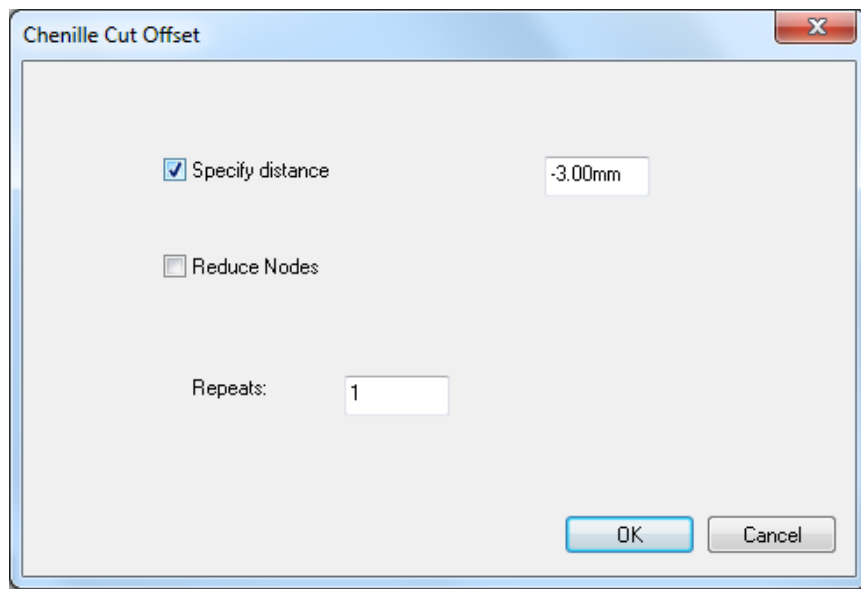 Chenille Cut Offset
Specify distance -3.00mm
Reduce Nodes
Repeats: 1
OK Cancel